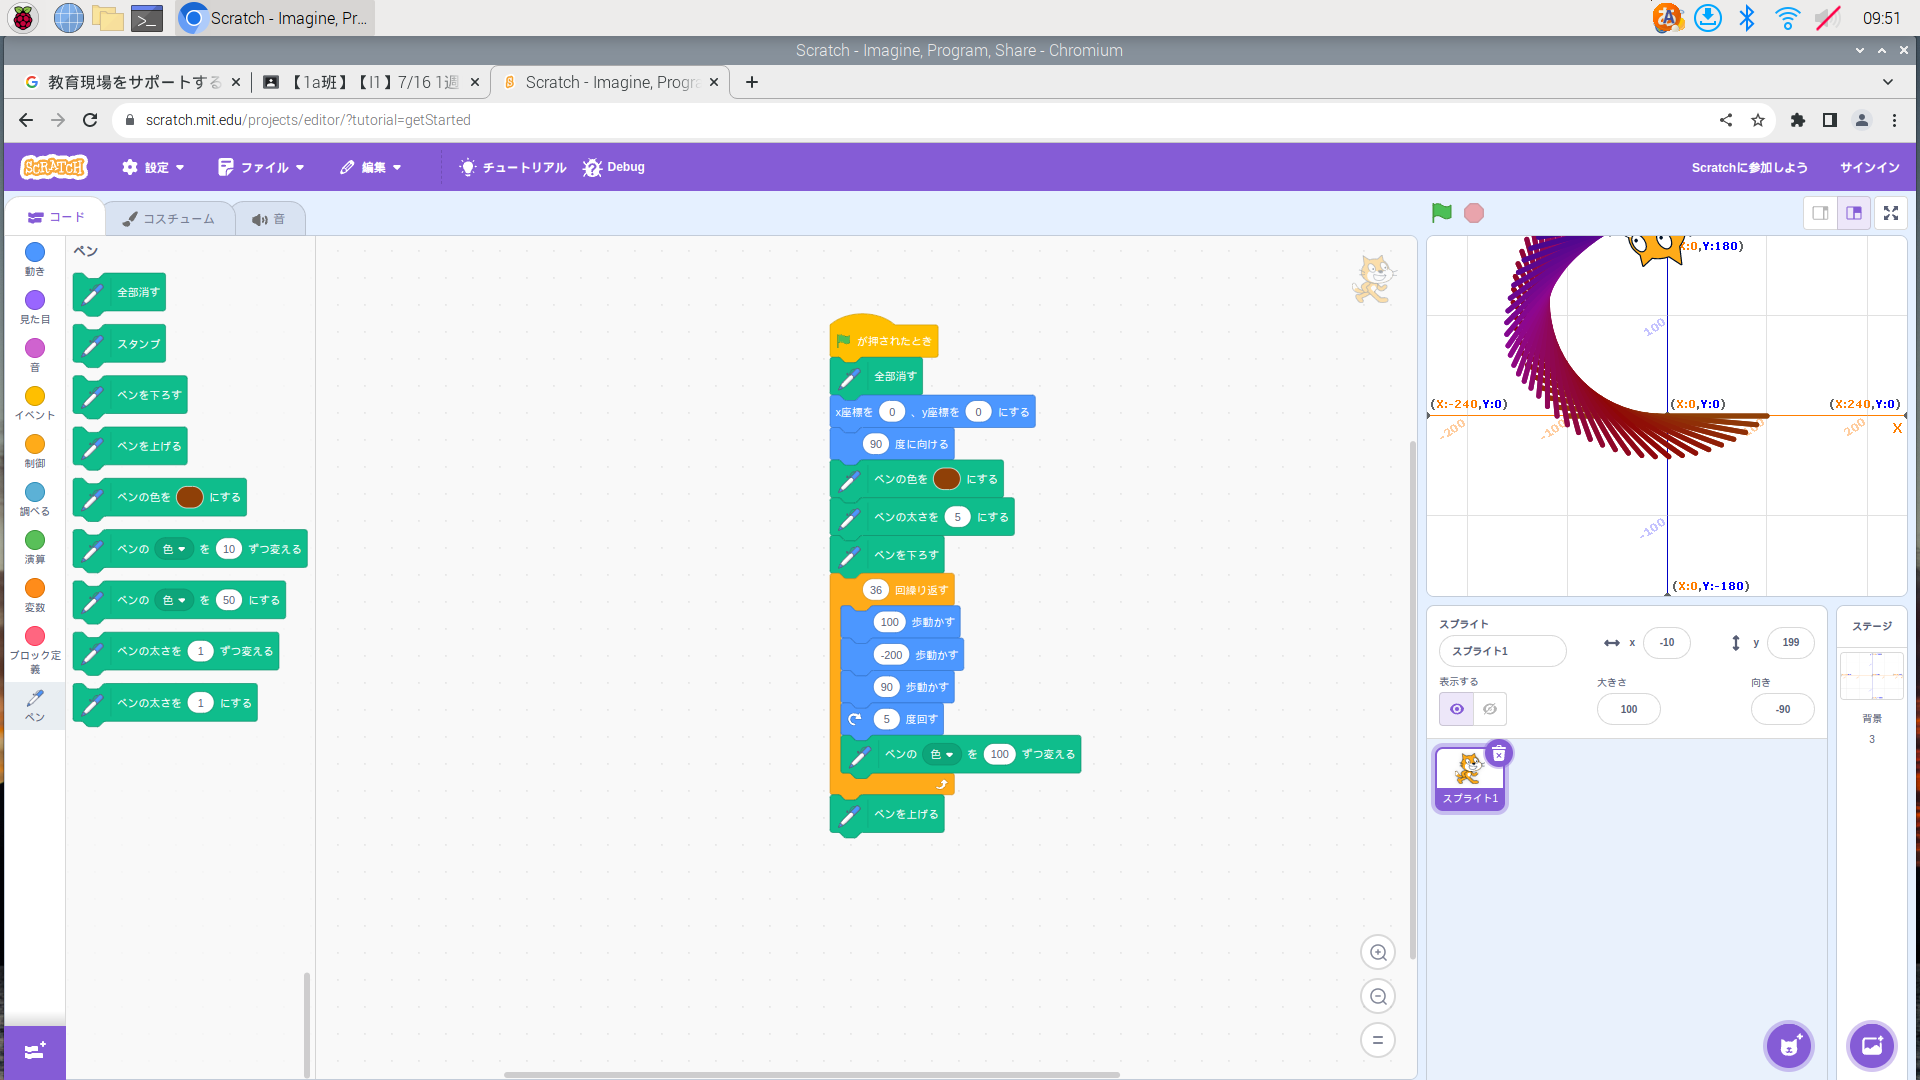 Scratch - Imagine, Pr...
09:51
Scratch - Imagine, Program, Share - Chromium
教育現場をサポートする
【1a班】【I1】7/16 1週
Scratch - Imagine, Progra
scratch.mit.edu/projects/editor/?tutorial=getStarted
SCRATCH
設定
ファイル
編集
チュートリアル
Debug
Scratchに参加しよう
サインイン
コード
コスチューム
音
動き
見た目
音
イベント
制御
調べる
演算
変数
ブロック定
義
ペン
ペン
全部消す
スタンプ
ペンを下ろす
ペンを上げる
ペンの色を にする
ペンの 色 を 10 ずつ変える
ペンの 色 を 50 にする
ペンの太さを 1 ずつ変える
ペンの太さを 1 にする
が押されたとき
全部消す
x座標を 0 、y座標を 0 にする
90 度に向ける
ペンの色を にする
ペンの太さを 5 にする
ペンを下ろす
36 回繰り返す
100 歩動かす
-200 歩動かす
90 歩動かす
5 度回す
ペンの 色 を 100 ずつ変える
ペンを上げる
X:0,Y:180)
100
(X:-240,Y:0)
(X:0,Y:0)
(X:240,Y:0)
-200
-100
200
X
-100
(X:0,Y:-180)
スプライト
スプライト1
x -10
y 199
表示する
大きさ
100
向き
-90
スプライト1
ステージ
背景
3